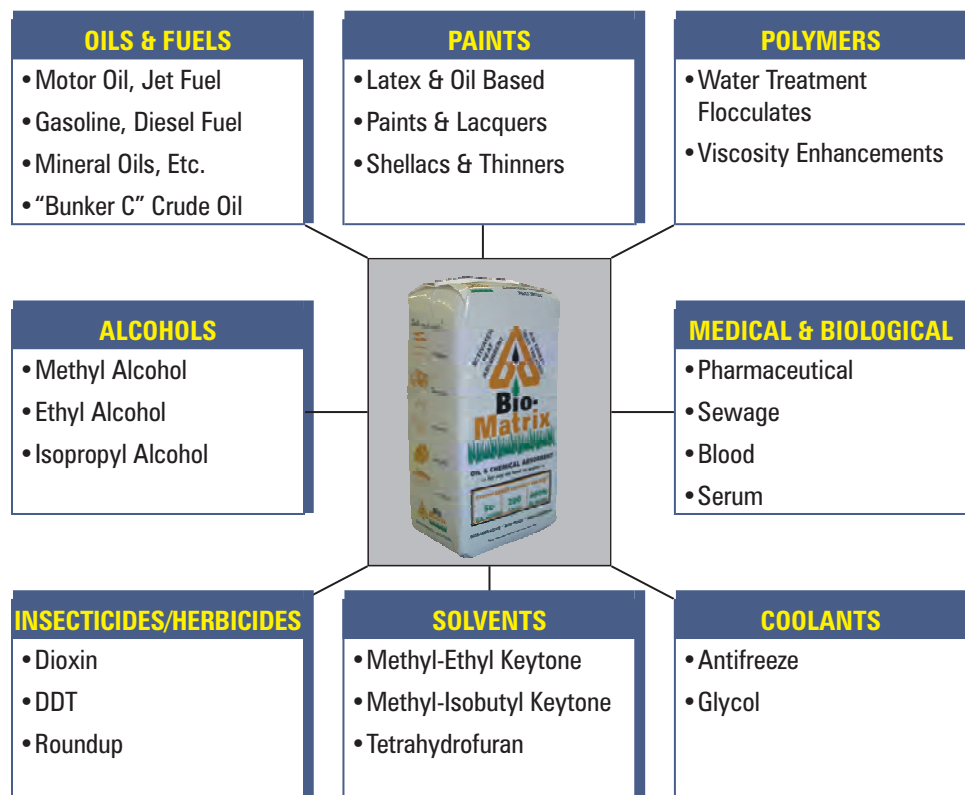 OILS & FUELS
• Motor Oil, Jet Fuel
• Gasoline, Diesel Fuel
• Mineral Oils, Etc.
• “Bunker C” Crude Oil
PAINTS
• Latex & Oil Based
• Paints & Lacquers
• Shellacs & Thinners
POLYMERS
• Water Treatment
Flocculates
• Viscosity Enhancements
ALCOHOLS
• Methyl Alcohol
• Ethyl Alcohol
• Isopropyl Alcohol
ACTIVATED
PEAT
ABSORBENT
Bio-
Matrix
OIL & CHEMICAL ABSORBENT
MEDICAL & BIOLOGICAL
• Pharmaceutical
• Sewage
• Blood
• Serum
INSECTICIDES/HERBICIDES
• Dioxin
• DDT
• Roundup
SOLVENTS
• Methyl-Ethyl Keytone
• Methyl-Isobutyl Keytone
• Tetrahydrofuran
COOLANTS
• Antifreeze
• Glycol